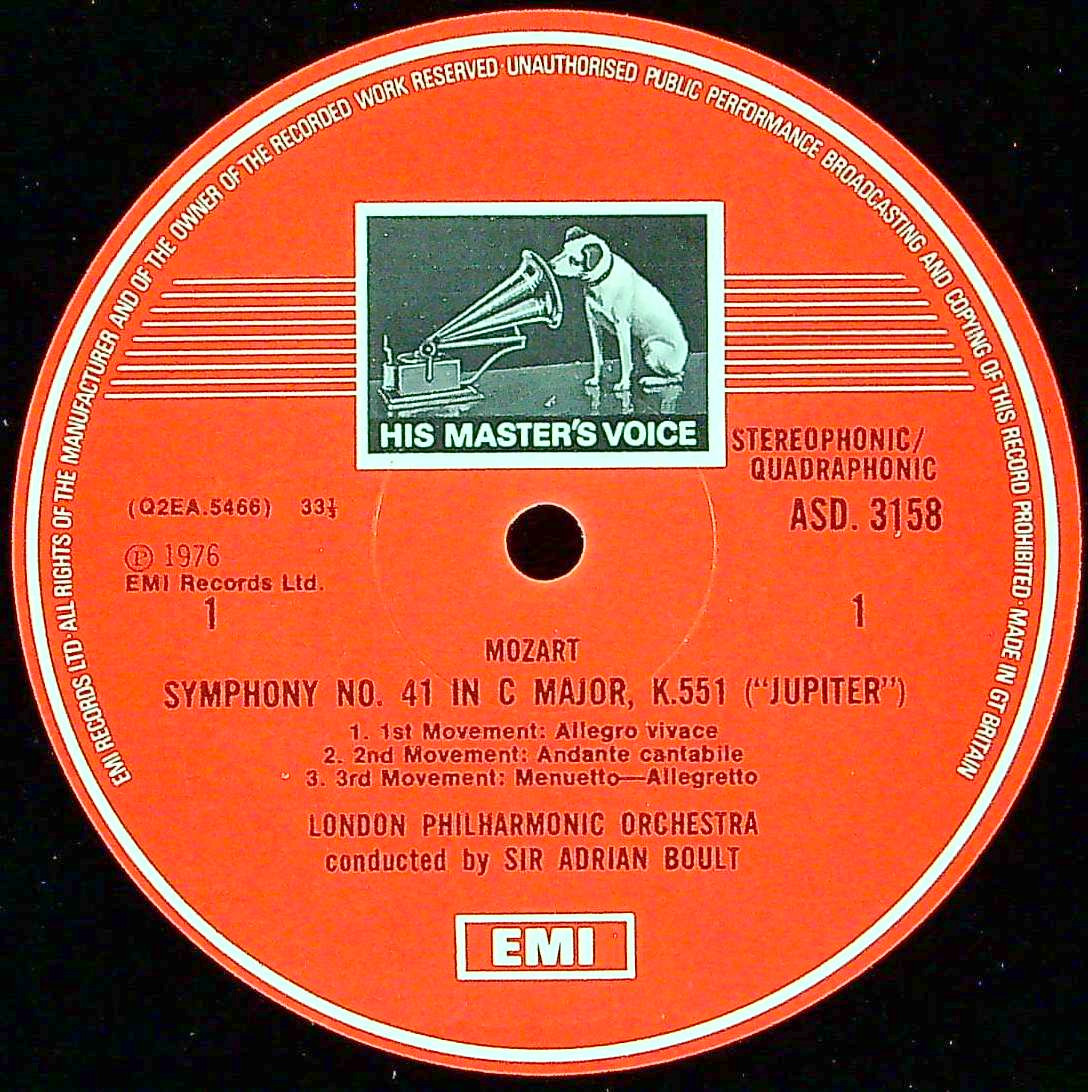 EMI RECORDS LTD·ALL RIGHTS OF THE MANUFACTURER AND OF THE OWNER OF THE RECORDED WORK RESERVED·UNAUTHORISED PUBLIC PERFORMANCE BROADCASTING AND COPYING OF THIS RECORD PROHIBITED·MADE IN GT BRITAIN
HIS MASTER'S VOICE
STEREOPHONIC/
QUADRAPHONIC
(Q2EA.5466) 33⅓
ASD. 3158
℗ 1976
EMI Records Ltd.
1
1
MOZART
SYMPHONY NO. 41 IN C MAJOR, K.551 ("JUPITER")
1. 1st Movement: Allegro vivace
2. 2nd Movement: Andante cantabile
3. 3rd Movement: Menuetto—Allegretto
LONDON PHILHARMONIC ORCHESTRA
conducted by SIR ADRIAN BOULT
EMI